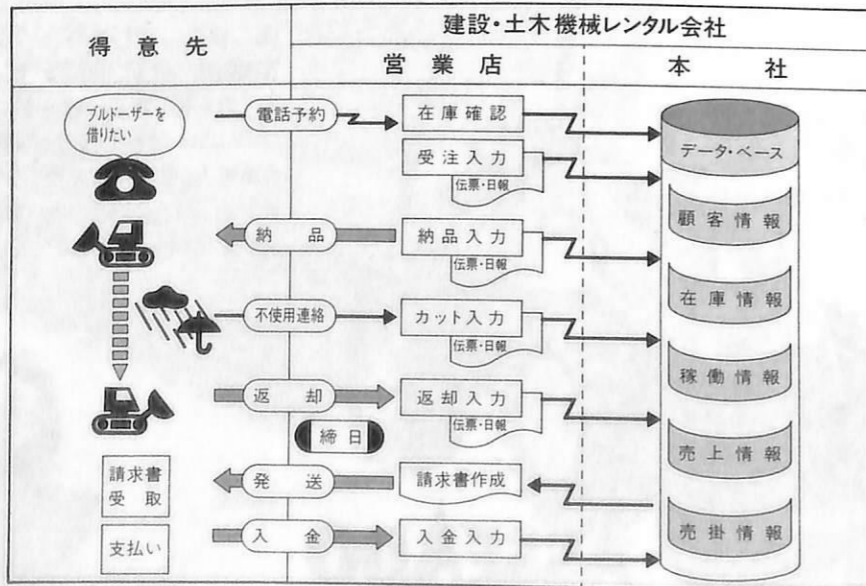 建設・土木機械レンタル会社
得意先
営業店
本社
ブルドーザーを
借りたい
電話予約
在庫確認
データ・ベース
受注入力
伝票・日報
顧客情報
納品
納品入力
伝票・日報
在庫情報
不使用連絡
カット入力
伝票・日報
稼働情報
返却
返却入力
伝票・日報
締日
売上情報
請求書
受取
発送
請求書作成
売掛情報
支払い
入金
入金入力